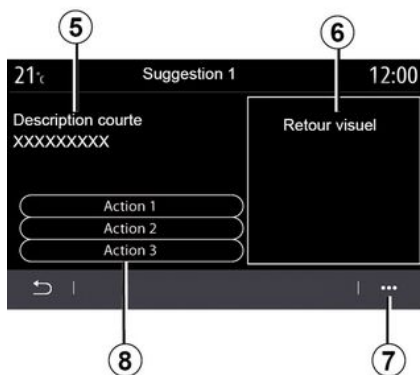 5
6
21°C
Suggestion 1
12:00
Description courte
XXXXXXXXX
Retour visuel
Action 1
Action 2
Action 3
8
7